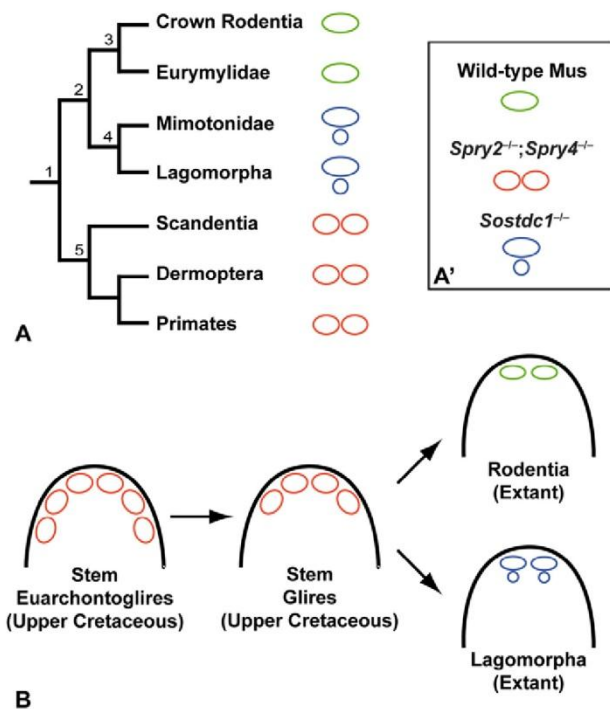 Crown Rodentia
3
Eurymylidae
2
Mimotonidae
4
1
Lagomorpha
Scandentia
5
Dermoptera
Primates
A
Wild-type Mus
Spry2–/–;Spry4–/–
Sostdc1–/–
A'
Rodentia
(Extant)
Stem
Euarchontoglires
(Upper Cretaceous)
Stem
Glires
(Upper Cretaceous)
Lagomorpha
(Extant)
B